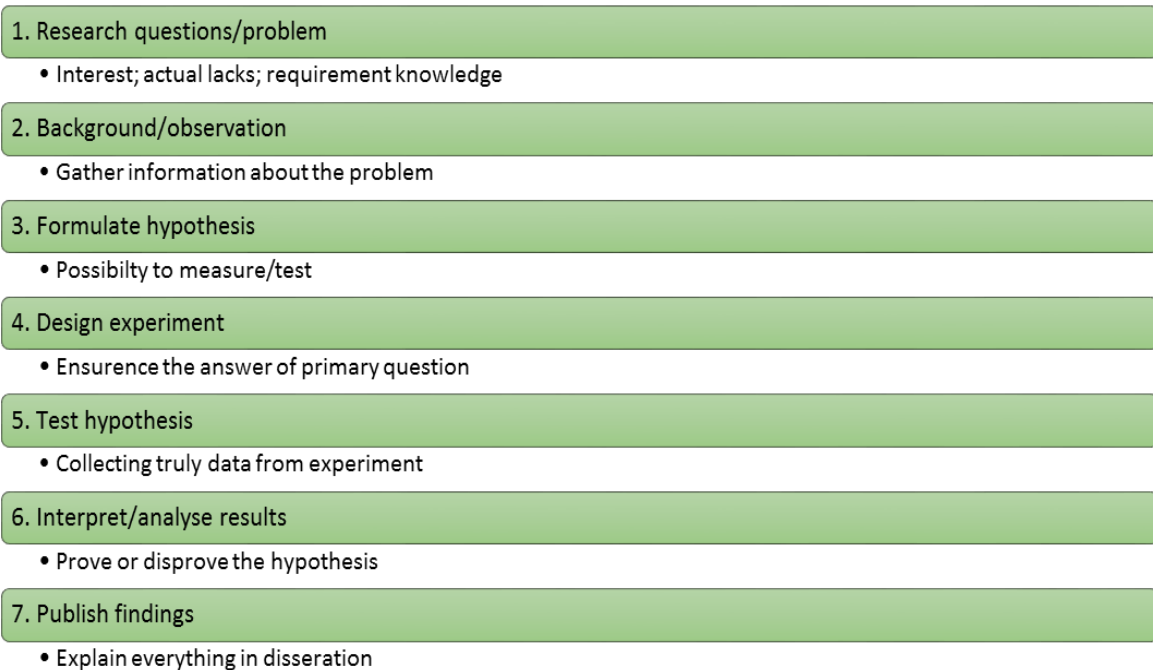 1. Research questions/problem
• Interest; actual lacks; requirement knowledge
2. Background/observation
• Gather information about the problem
3. Formulate hypothesis
• Possibilty to measure/test
4. Design experiment
• Ensurence the answer of primary question
5. Test hypothesis
• Collecting truly data from experiment
6. Interpret/analyse results
• Prove or disprove the hypothesis
7. Publish findings
• Explain everything in disseration